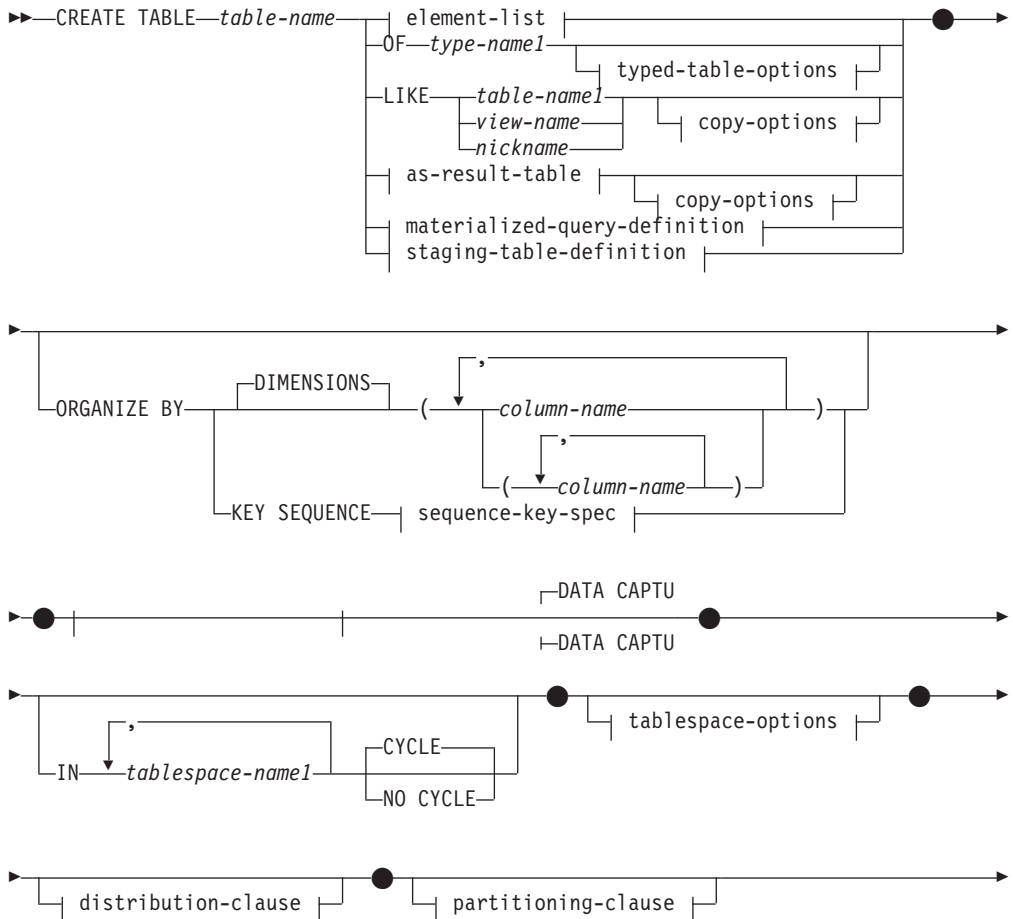 CREATE TABLE table-name element-list
OF type-name1
typed-table-options
LIKE table-name1
view-name copy-options
nickname
as-result-table
copy-options
materialized-query-definition
staging-table-definition
,
DIMENSIONS
ORGANIZE BY ( column-name )
,
( column-name )
KEY SEQUENCE sequence-key-spec
DATA CAPTU
DATA CAPTU
tablespace-options
,
CYCLE
IN tablespace-name1
NO CYCLE
distribution-clause partitioning-clause